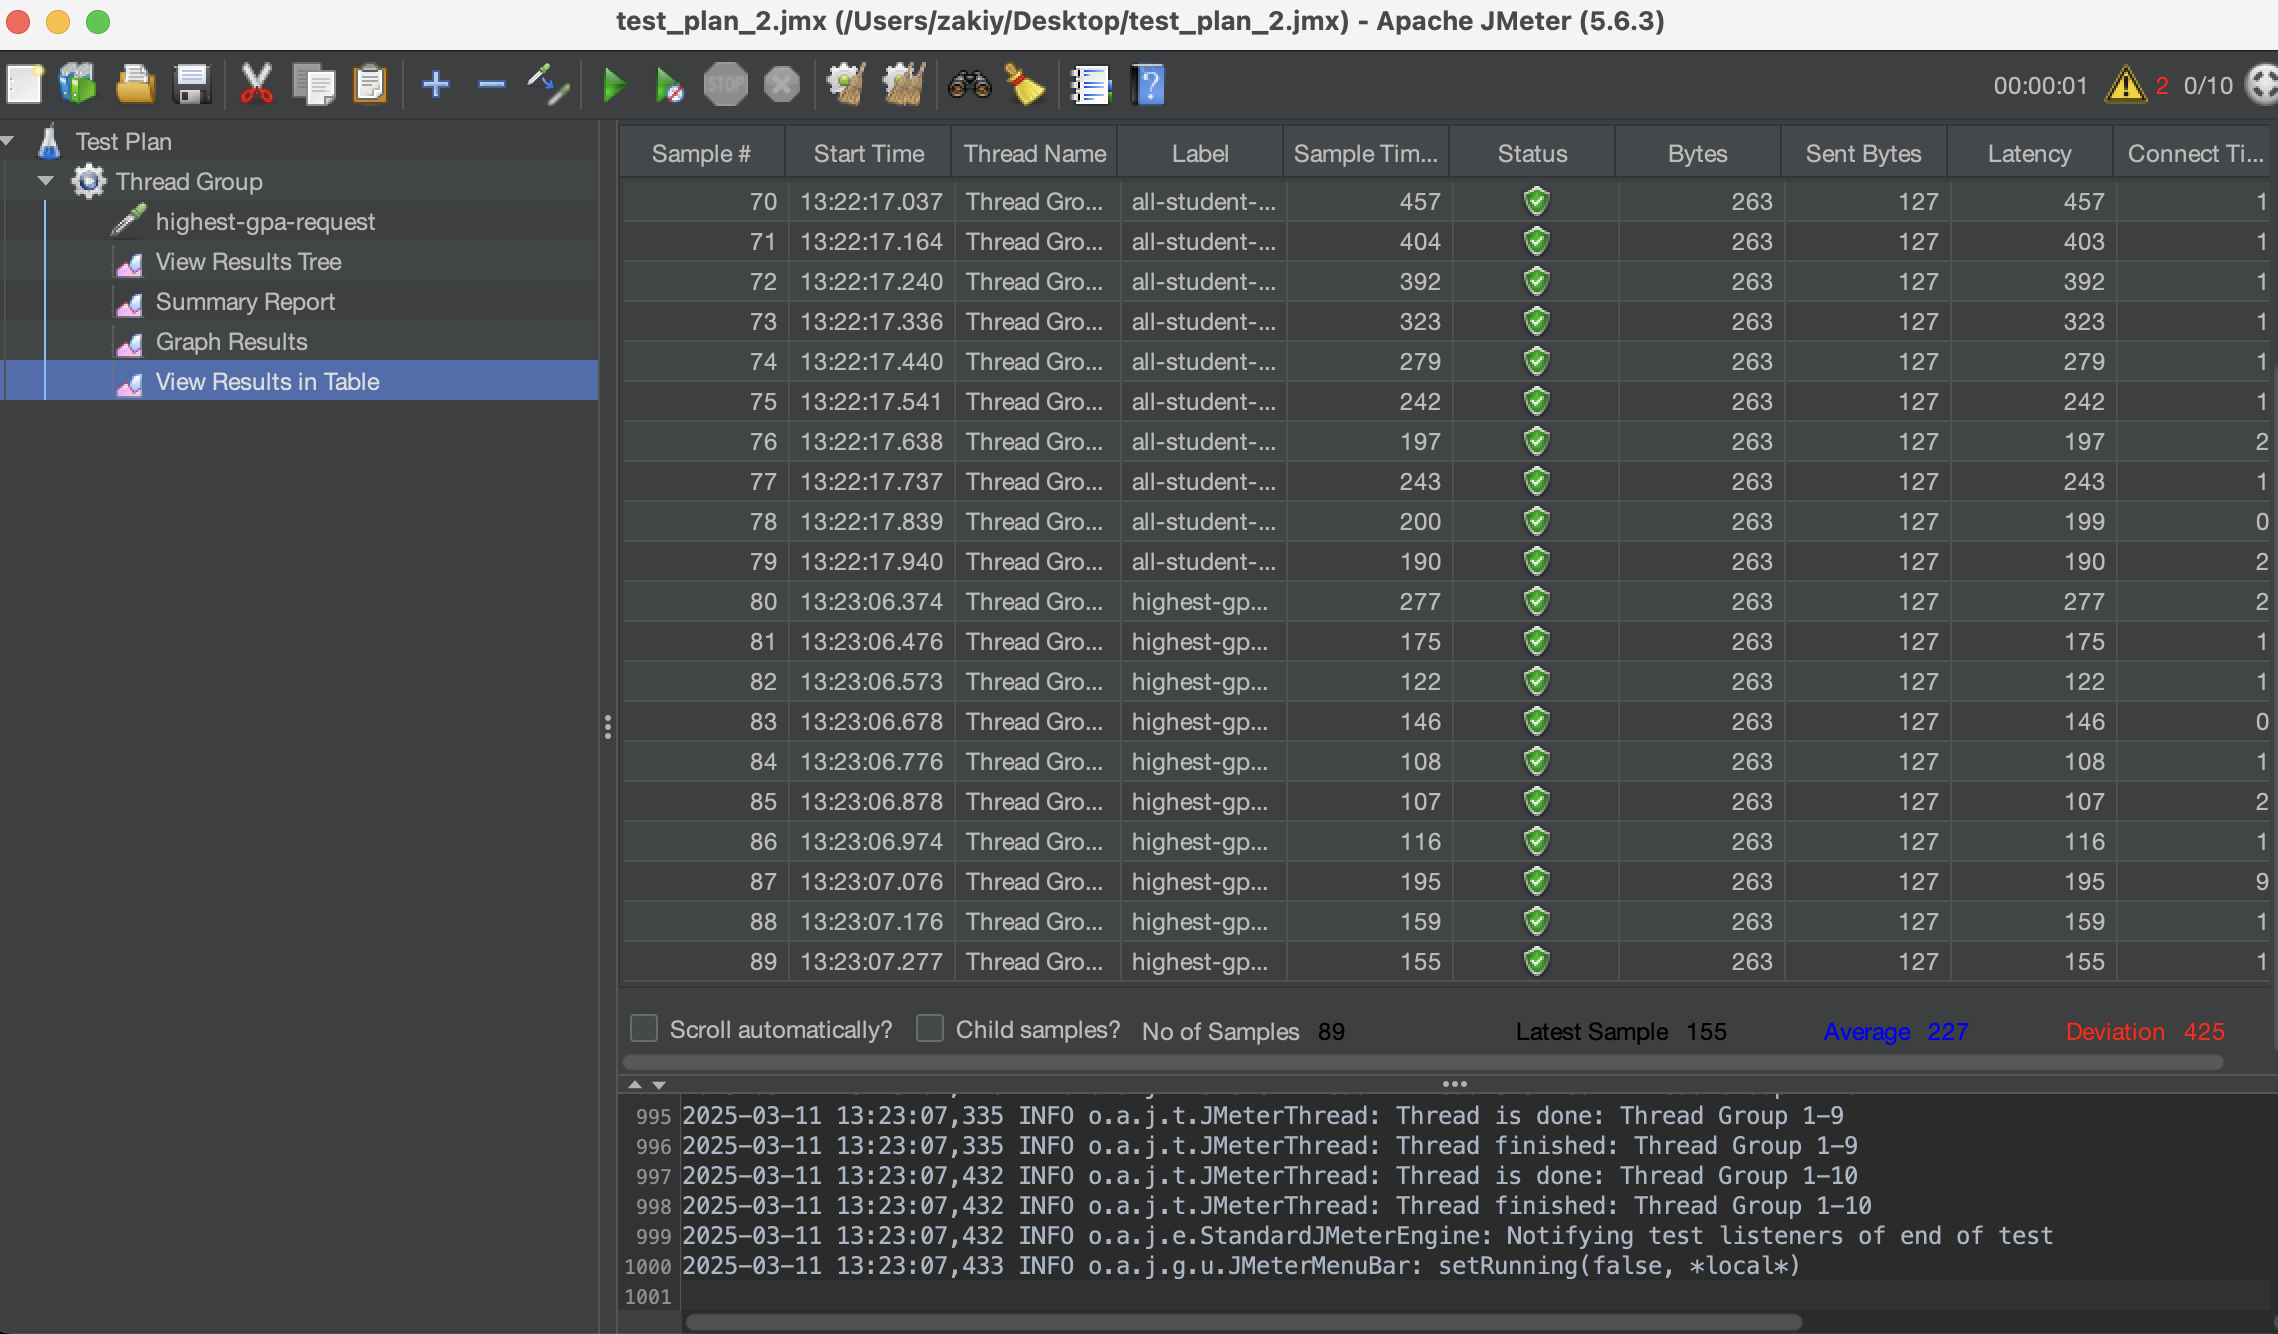 test_plan_2.jmx (/Users/zakiy/Desktop/test_plan_2.jmx) - Apache JMeter (5.6.3)
STOP 00:00:01 2 0/10
Test Plan
Thread Group
highest-gpa-request
View Results Tree
Summary Report
Graph Results
View Results in Table
Sample # Start Time Thread Name Label Sample Tim... Status Bytes Sent Bytes Latency Connect Ti...
70 13:22:17.037 Thread Gro... all-student-... 457 263 127 457 1
71 13:22:17.164 Thread Gro... all-student-... 404 263 127 403 1
72 13:22:17.240 Thread Gro... all-student-... 392 263 127 392 1
73 13:22:17.336 Thread Gro... all-student-... 323 263 127 323 1
74 13:22:17.440 Thread Gro... all-student-... 279 263 127 279 1
75 13:22:17.541 Thread Gro... all-student-... 242 263 127 242 1
76 13:22:17.638 Thread Gro... all-student-... 197 263 127 197 2
77 13:22:17.737 Thread Gro... all-student-... 243 263 127 243 1
78 13:22:17.839 Thread Gro... all-student-... 200 263 127 199 0
79 13:22:17.940 Thread Gro... all-student-... 190 263 127 190 2
80 13:23:06.374 Thread Gro... highest-gp... 277 263 127 277 2
81 13:23:06.476 Thread Gro... highest-gp... 175 263 127 175 1
82 13:23:06.573 Thread Gro... highest-gp... 122 263 127 122 1
83 13:23:06.678 Thread Gro... highest-gp... 146 263 127 146 0
84 13:23:06.776 Thread Gro... highest-gp... 108 263 127 108 1
85 13:23:06.878 Thread Gro... highest-gp... 107 263 127 107 2
86 13:23:06.974 Thread Gro... highest-gp... 116 263 127 116 1
87 13:23:07.076 Thread Gro... highest-gp... 195 263 127 195 9
88 13:23:07.176 Thread Gro... highest-gp... 159 263 127 159 1
89 13:23:07.277 Thread Gro... highest-gp... 155 263 127 155 1
Scroll automatically? Child samples? No of Samples 89 Latest Sample 155 Average 227 Deviation 425
995 2025-03-11 13:23:07,335 INFO o.a.j.t.JMeterThread: Thread is done: Thread Group 1-9
996 2025-03-11 13:23:07,335 INFO o.a.j.t.JMeterThread: Thread finished: Thread Group 1-9
997 2025-03-11 13:23:07,432 INFO o.a.j.t.JMeterThread: Thread is done: Thread Group 1-10
998 2025-03-11 13:23:07,432 INFO o.a.j.t.JMeterThread: Thread finished: Thread Group 1-10
999 2025-03-11 13:23:07,432 INFO o.a.j.e.StandardJMeterEngine: Notifying test listeners of end of test
1000 2025-03-11 13:23:07,433 INFO o.a.j.g.u.JMeterMenuBar: setRunning(false, *local*)
1001